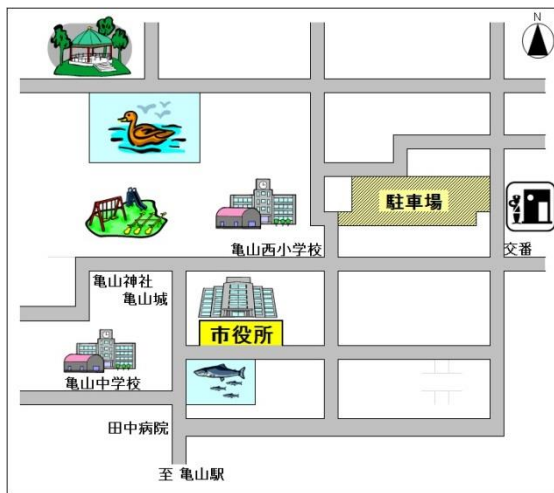 N
駐車場
亀山西小学校
交番
亀山神社
亀山城
市役所
亀山中学校
田中病院
至 亀山駅